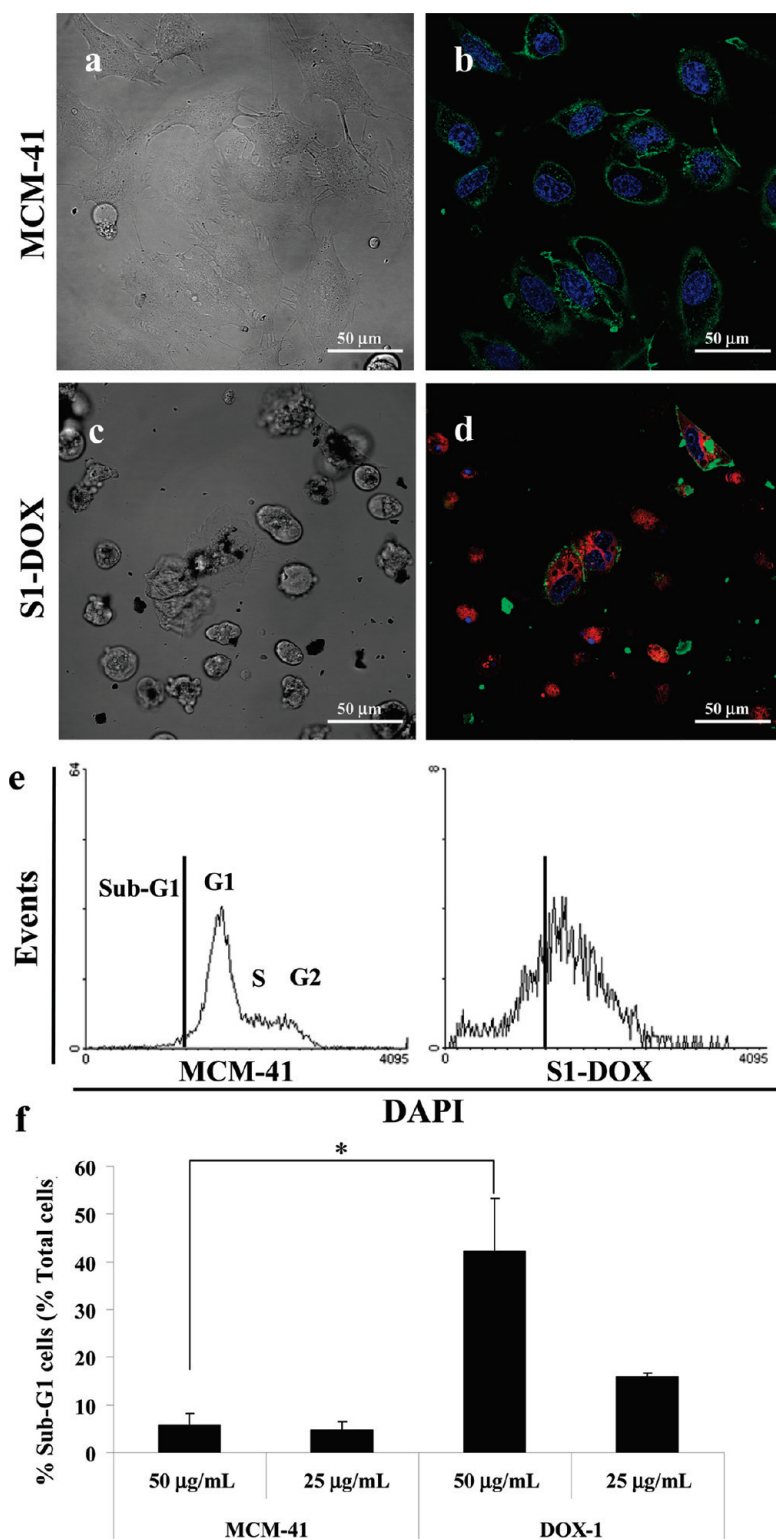 MCM-41
a
50 µm
b
50 µm
S1-DOX
c
50 µm
d
50 µm
e
Events
64
Sub-G1
G1
S
G2
0
4095
MCM-41
8
0
0
4095
S1-DOX
DAPI
f
% Sub-G1 cells (% Total cells
60
50
40
30
20
10
0
*
50 µg/mL
25 µg/mL
50 µg/mL
25 µg/mL
MCM-41
DOX-1